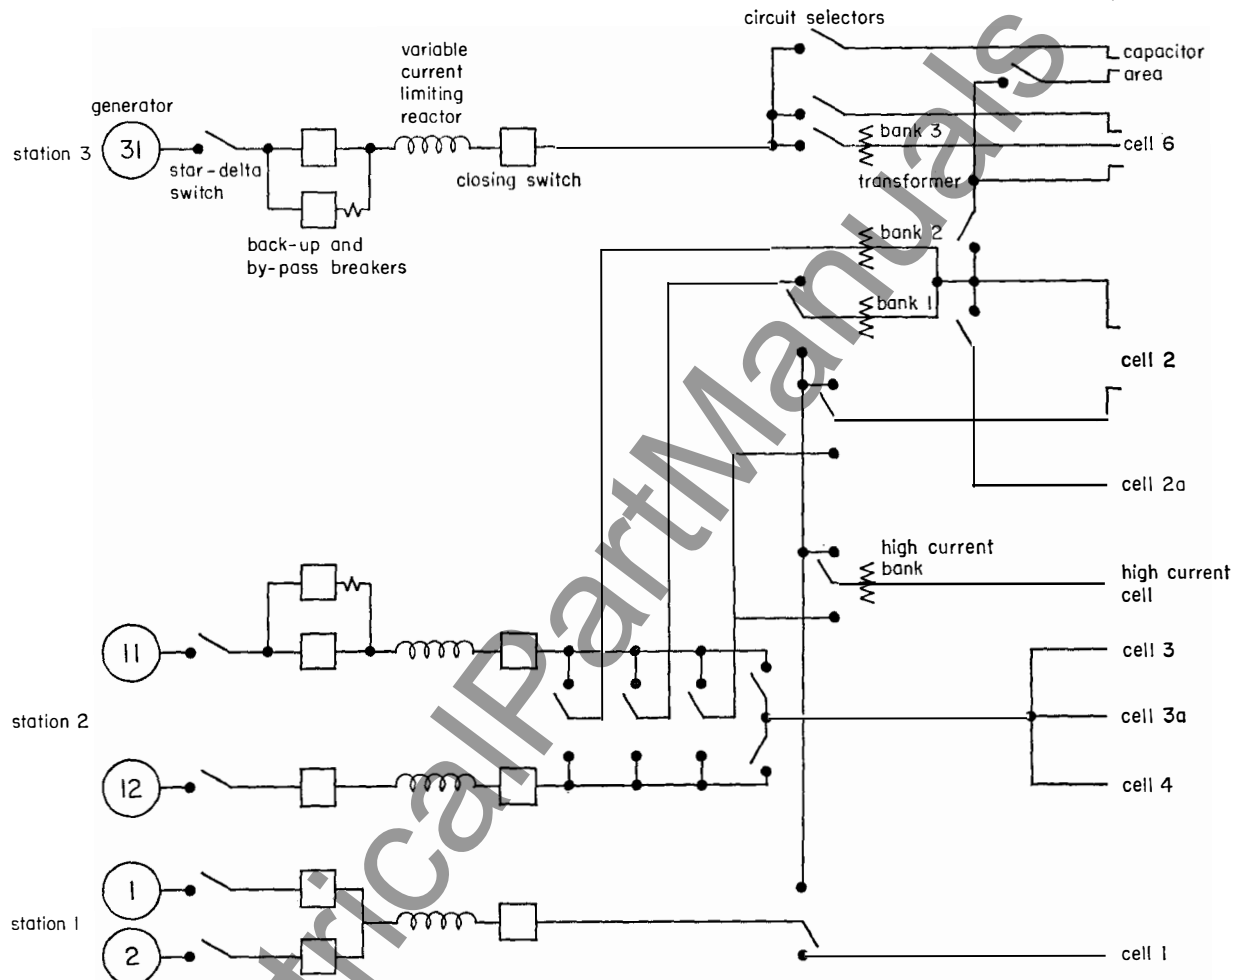 circuit selectors
capacitor
area
variable
current
limiting
reactor
generator
station 3
31
star-delta
switch
closing switch
back-up and
by-pass breakers
bank 3
cell 6
transformer
bank 2
bank 1
cell 2
cell 2a
high current
bank
high current
cell
11
cell 3
station 2
cell 3a
12
cell 4
1
station 1
2
cell 1
ctricalPartManuals